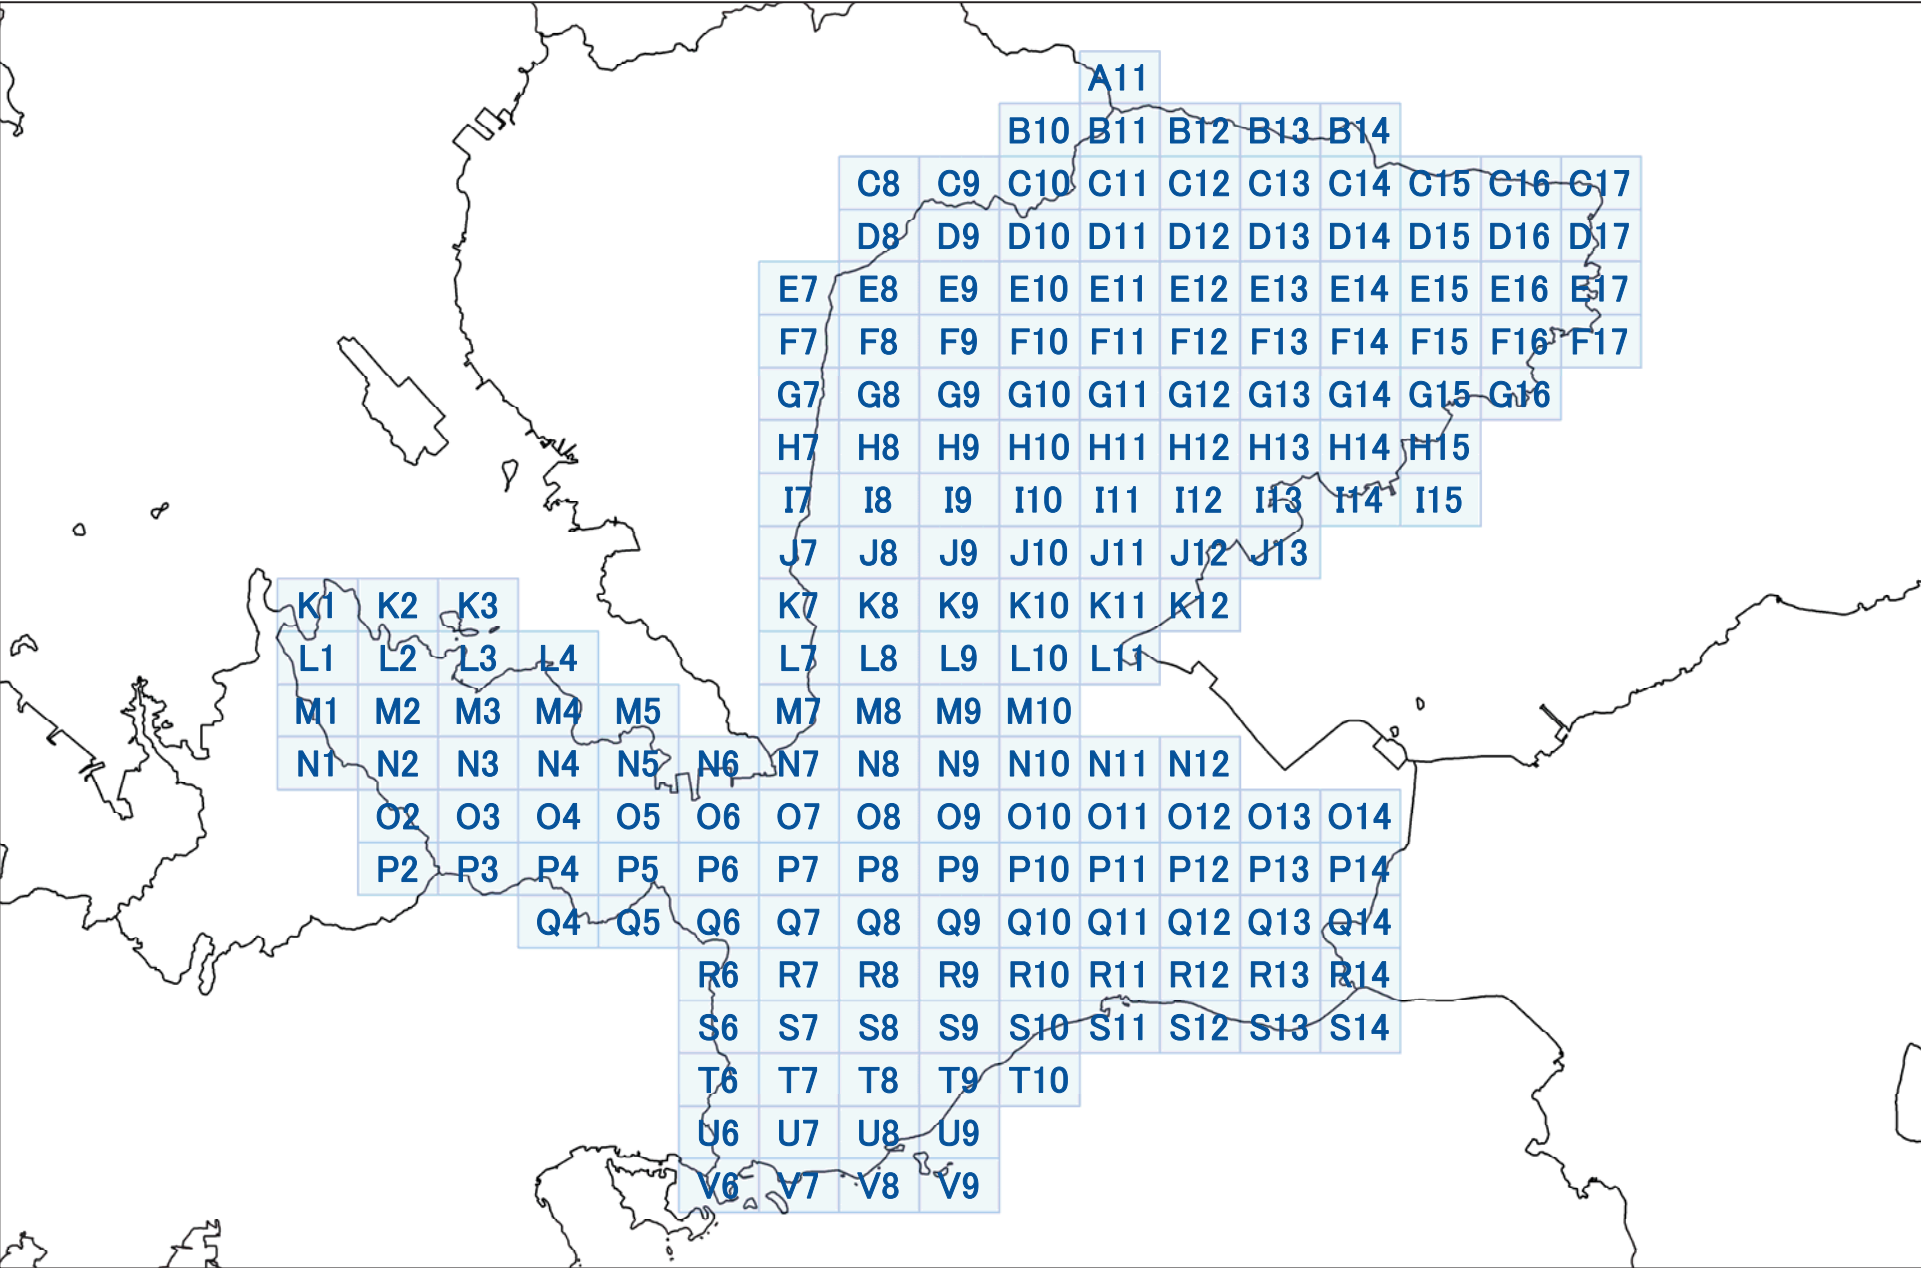 A11
B10 B11 B12 B13 B14
C8 C9 C10 C11 C12 C13 C14 C15 C16 C17
D8 D9 D10 D11 D12 D13 D14 D15 D16 D17
E7 E8 E9 E10 E11 E12 E13 E14 E15 E16 E17
F7 F8 F9 F10 F11 F12 F13 F14 F15 F16 F17
G7 G8 G9 G10 G11 G12 G13 G14 G15 G16
H7 H8 H9 H10 H11 H12 H13 H14 H15
I7 I8 I9 I10 I11 I12 I13 I14 I15
J7 J8 J9 J10 J11 J12 J13
K1 K2 K3 K7 K8 K9 K10 K11 K12
L1 L2 L3 L4 L7 L8 L9 L10 L11
M1 M2 M3 M4 M5 M7 M8 M9 M10
N1 N2 N3 N4 N5 N6 N7 N8 N9 N10 N11 N12
O2 O3 O4 O5 O6 O7 O8 O9 O10 O11 O12 O13 O14
P2 P3 P4 P5 P6 P7 P8 P9 P10 P11 P12 P13 P14
Q4 Q5 Q6 Q7 Q8 Q9 Q10 Q11 Q12 Q13 Q14
R6 R7 R8 R9 R10 R11 R12 R13 R14
S6 S7 S8 S9 S10 S11 S12 S13 S14
T6 T7 T8 T9 T10
U6 U7 U8 U9
V6 V7 V8 V9